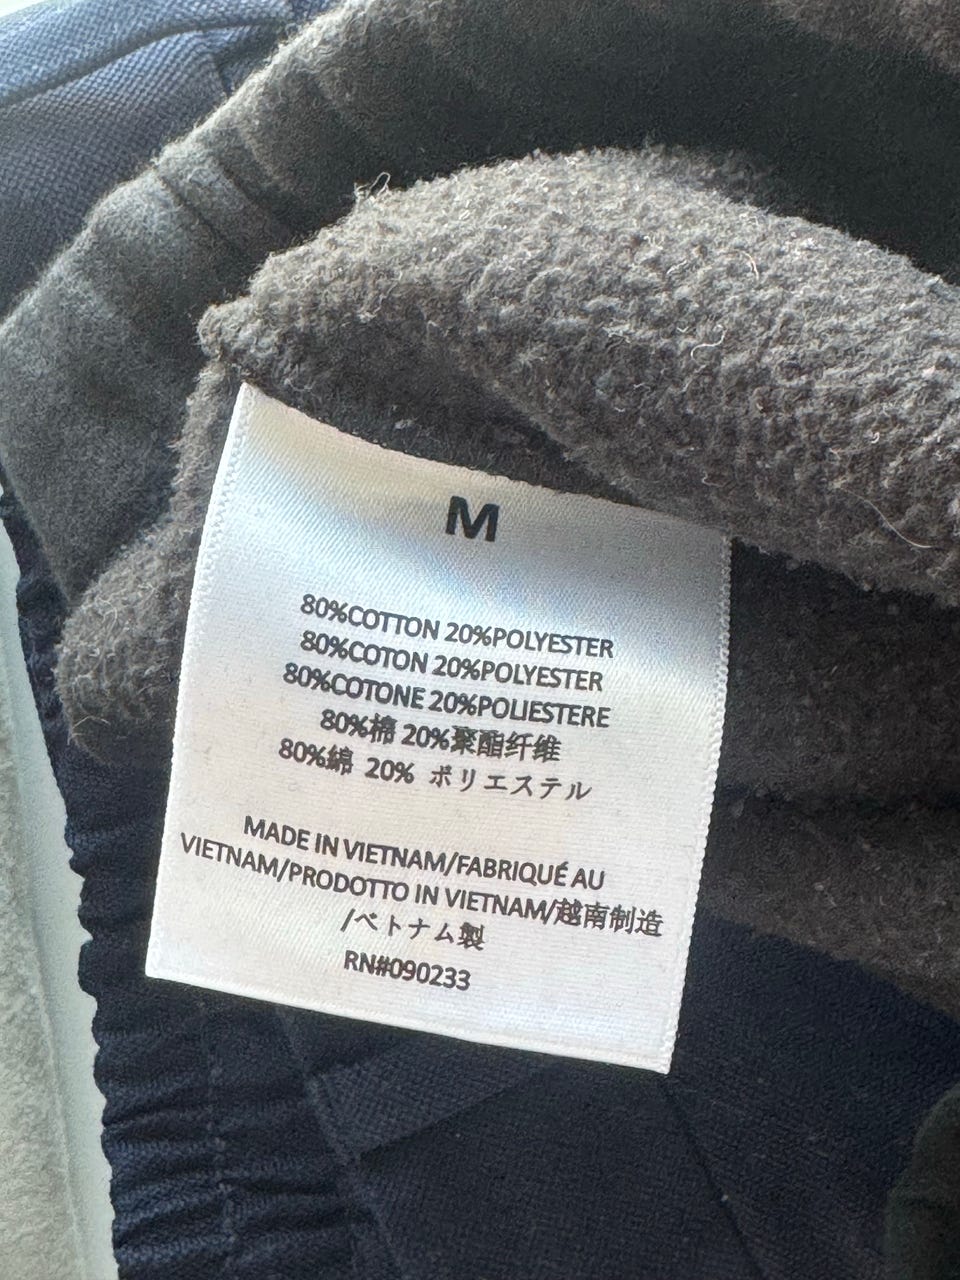 M
80%COTTON 20%POLYESTER
80%COTON 20%POLYESTER
80%COTONE 20%POLIESTERE
80%棉 20%聚酯纤维
80%綿 20% ポリエステル
MADE IN VIETNAM/FABRIQUÉ AU
VIETNAM/PRODOTTO IN VIETNAM/越南制造
/ベトナム製
RN#090233